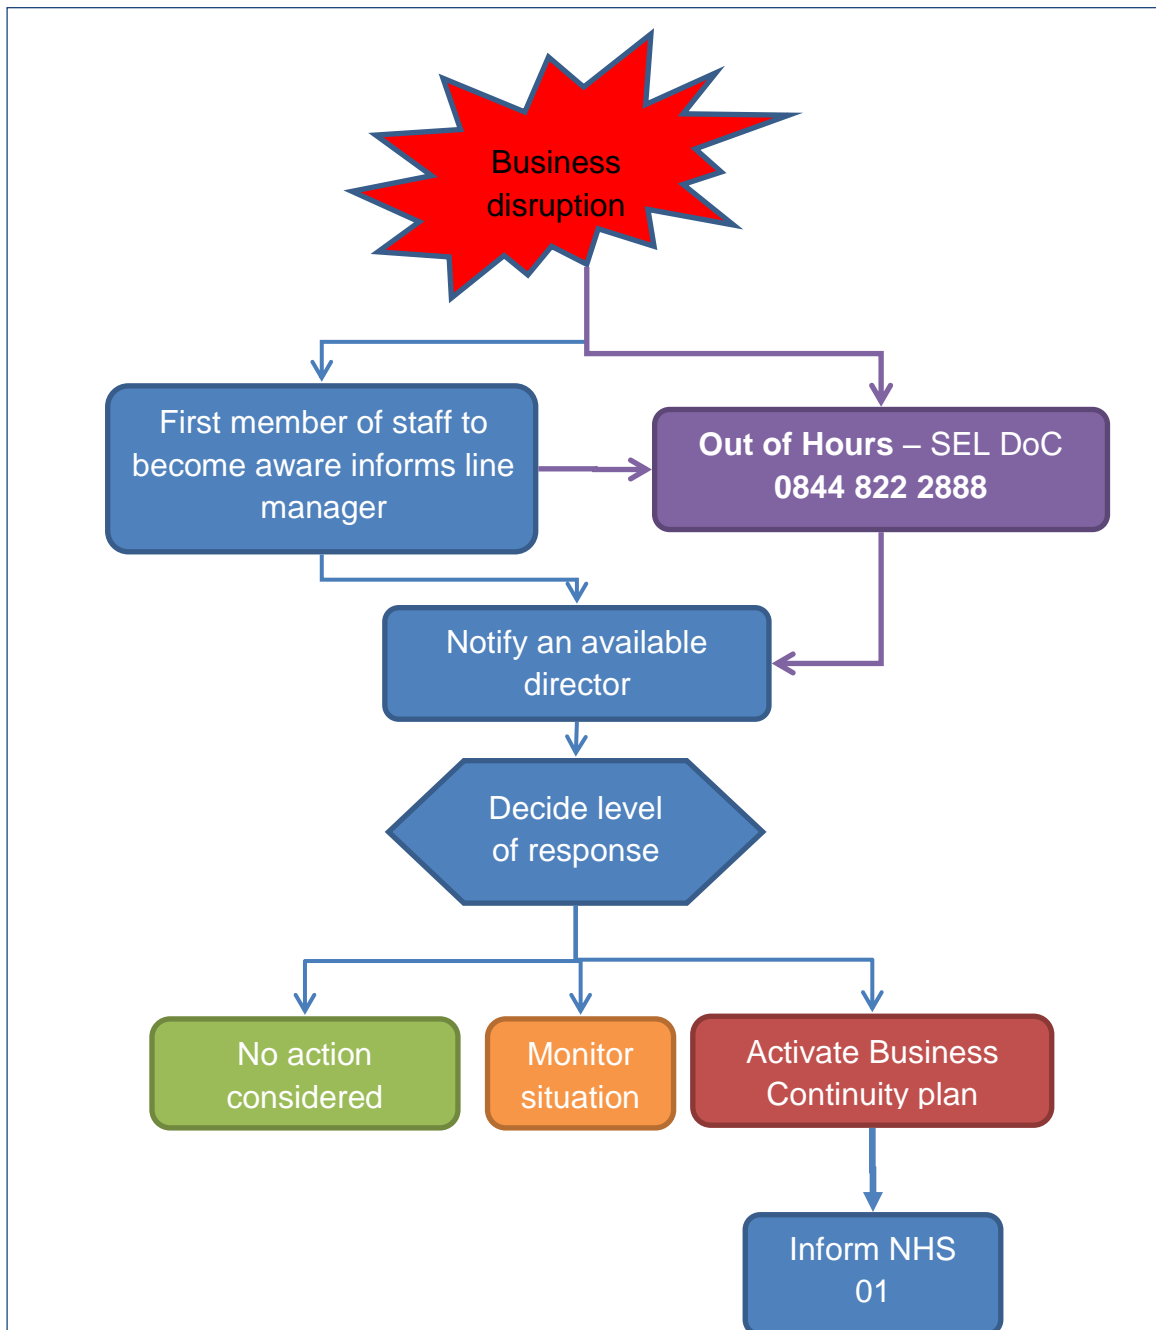 Business
disruption
First member of staff to
become aware informs line
manager
Out of Hours – SEL DoC
0844 822 2888
Notify an available
director
Decide level
of response
No action
considered
Monitor
situation
Activate Business
Continuity plan
Inform NHS
01